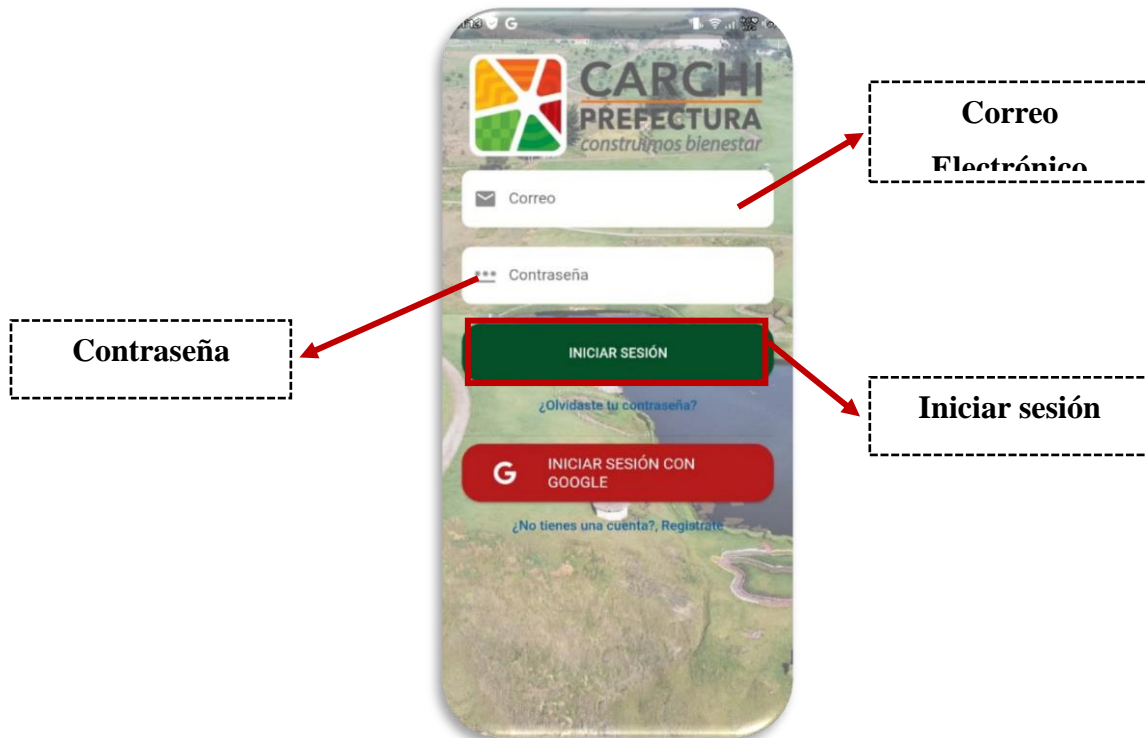 G
CARCHI
PREFECTURA
construimos bienestar
Correo
Electrónico
Correo
Contraseña
Contraseña
INICIAR SESIÓN
¿Olvidaste tu contraseña?
Iniciar sesión
G
INICIAR SESIÓN CON
GOOGLE
¿No tienes una cuenta?, Registrate